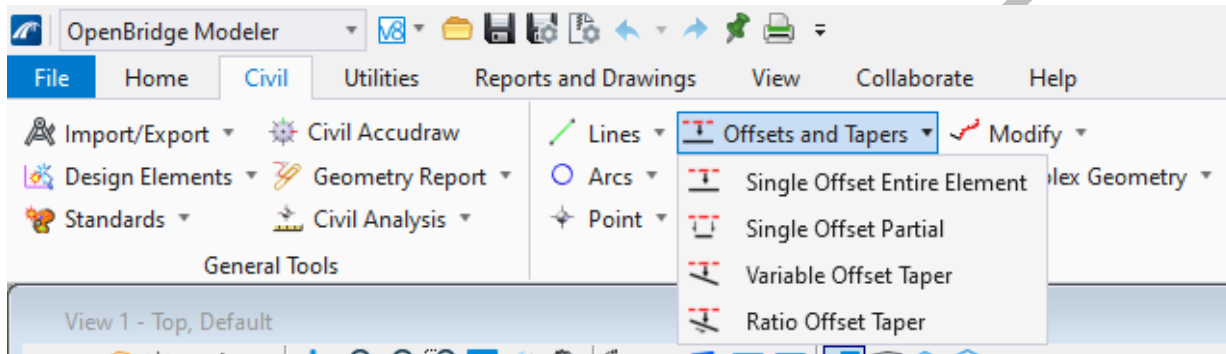 OpenBridge Modeler V8
File Home Civil Utilities Reports and Drawings View Collaborate Help
Import/Export Civil Accudraw Lines Offsets and Tapers Modify
Design Elements Geometry Report Arcs Single Offset Entire Element lex Geometry
Standards Civil Analysis Point Single Offset Partial
General Tools Variable Offset Taper
View 1 - Top, Default Ratio Offset Taper